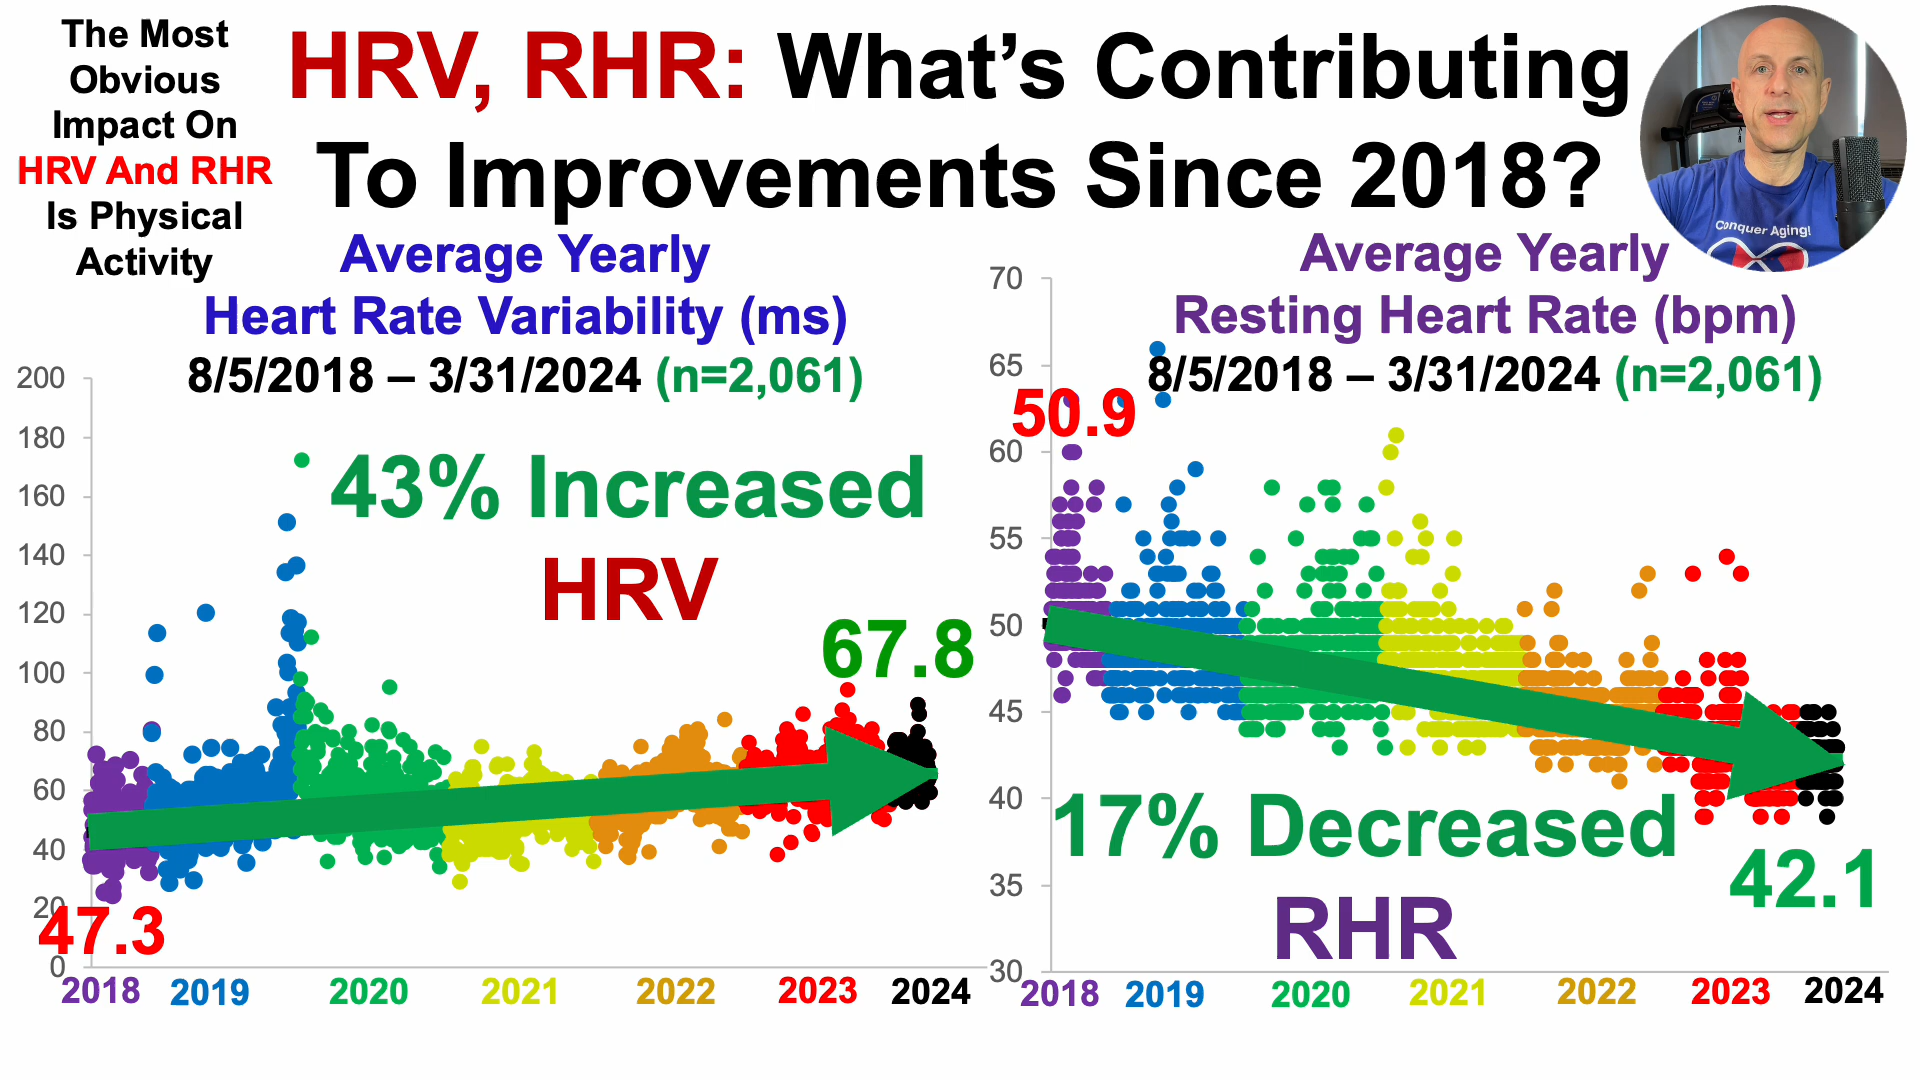 The Most
Obvious
Impact On
HRV And RHR
Is Physical
Activity
HRV, RHR: What’s Contributing
To Improvements Since 2018?
Conquer Aging!
Average Yearly
Heart Rate Variability (ms)
8/5/2018 – 3/31/2024 (n=2,061)
200
180
160
140
120
100
80
60
40
20
0
43% Increased
HRV
67.8
47.3
2018 2019 2020 2021 2022 2023 2024
Average Yearly
Resting Heart Rate (bpm)
8/5/2018 – 3/31/2024 (n=2,061)
70
65
60
55
50
45
40
35
30
50.9
17% Decreased
RHR
42.1
2018 2019 2020 2021 2022 2023 2024